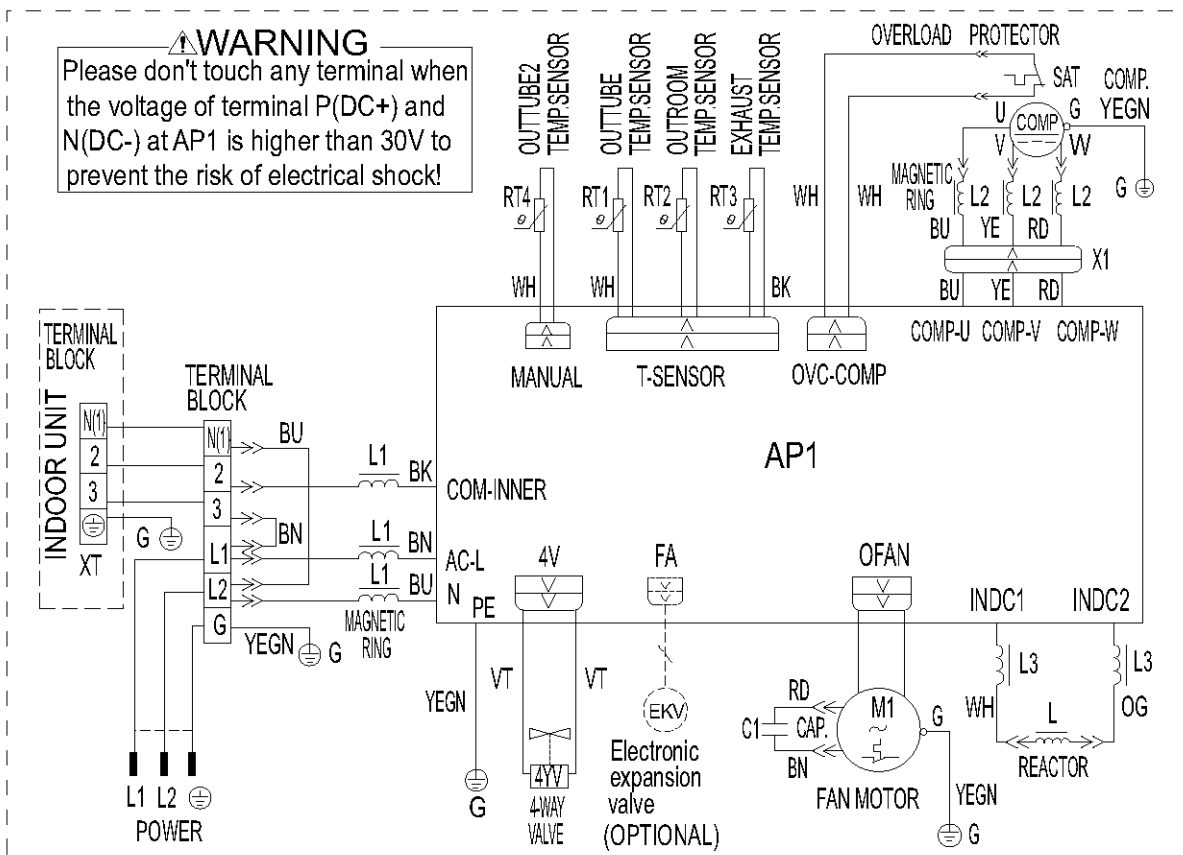 WARNING
Please don't touch any terminal when
the voltage of terminal P(DC+) and
N(DC-) at AP1 is higher than 30V to
prevent the risk of electrical shock!
OUTTUBE2
TEMP.SENSOR
OUTTUBE
TEMP.SENSOR
OUTROOM
TEMP.SENSOR
EXHAUST
TEMP.SENSOR
OVERLOAD PROTECTOR
SAT
COMP.
YEGN
U
G
COMP
V
W
G
RT4
RT1
RT2
RT3
θ
θ
θ
θ
WH
WH
MAGNETIC
RING
L2
L2
L2
BU
YE
RD
X1
WH
WH
BK
BU
YE
RD
COMP-U
COMP-V
COMP-W
MANUAL
T-SENSOR
OVC-COMP
AP1
TERMINAL
BLOCK
INDOOR UNIT
N(1)
2
3
XT
G
TERMINAL
BLOCK
N(1)
2
3
L1
L2
G
BU
BN
L1
BK
COM-INNER
L1
BN
AC-L
L1
BU
N
PE
MAGNETIC
RING
YEGN
G
L1
L2
POWER
YEGN
G
4V
VT
VT
4YV
4-WAY
VALVE
FA
EKV
Electronic
expansion
valve
(OPTIONAL)
OFAN
RD
C1
CAP.
BN
M1
~
G
FAN MOTOR
YEGN
G
INDC1
INDC2
L3
L3
WH
L
OG
REACTOR